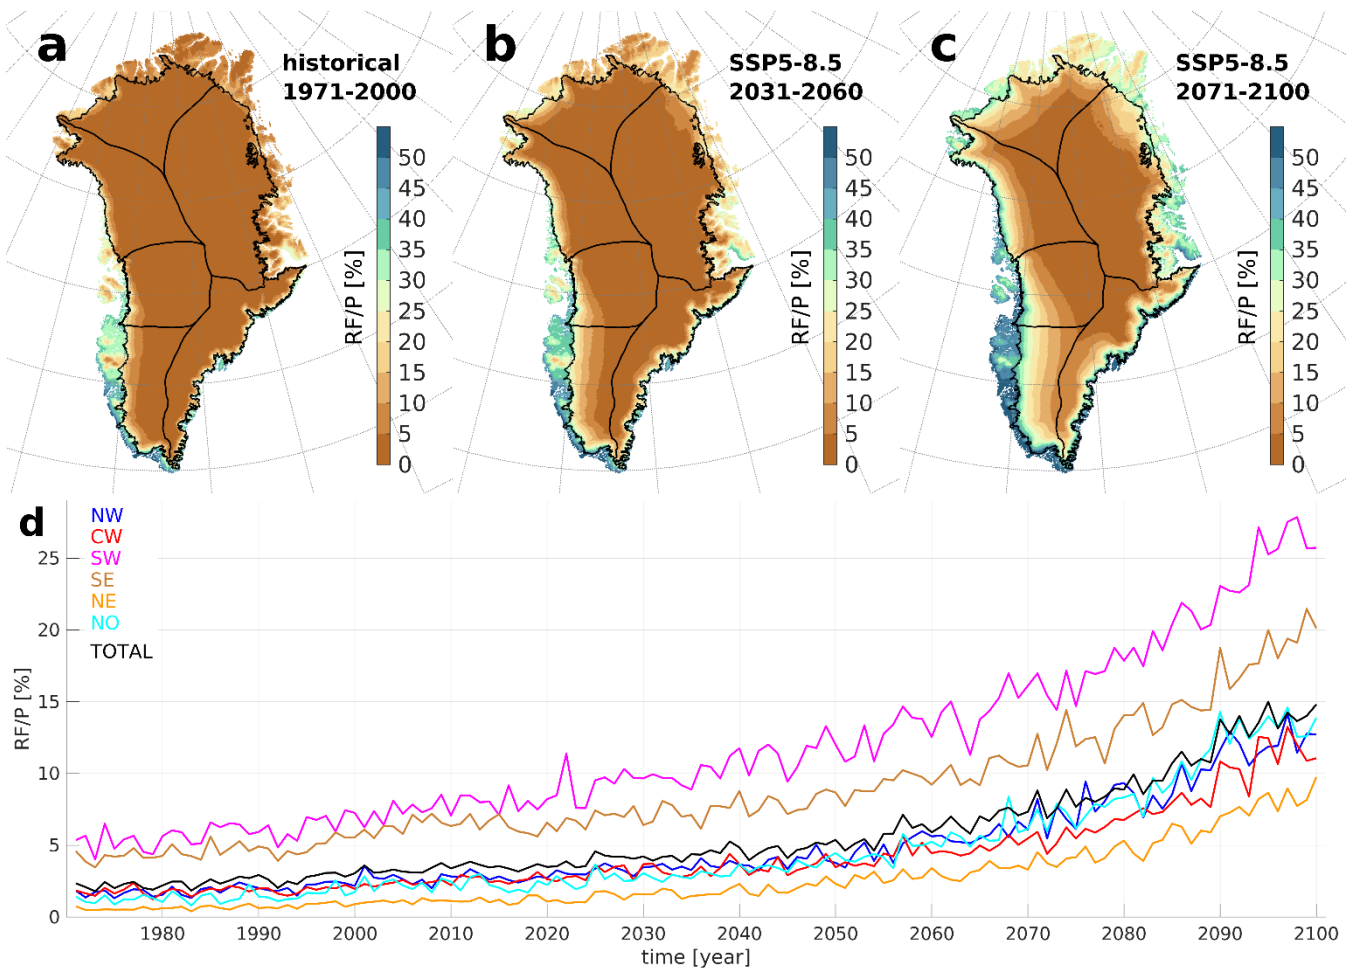 a
historical
1971-2000
RF/P [%]
50
45
40
35
30
25
20
15
10
5
0
b
SSP5-8.5
2031-2060
RF/P [%]
50
45
40
35
30
25
20
15
10
5
0
c
SSP5-8.5
2071-2100
RF/P [%]
50
45
40
35
30
25
20
15
10
5
0
d
NW
CW
SW
SE
NE
NO
TOTAL
RF/P [%]
25
20
15
10
5
0
1980 1990 2000 2010 2020 2030 2040 2050 2060 2070 2080 2090 2100
time [year]